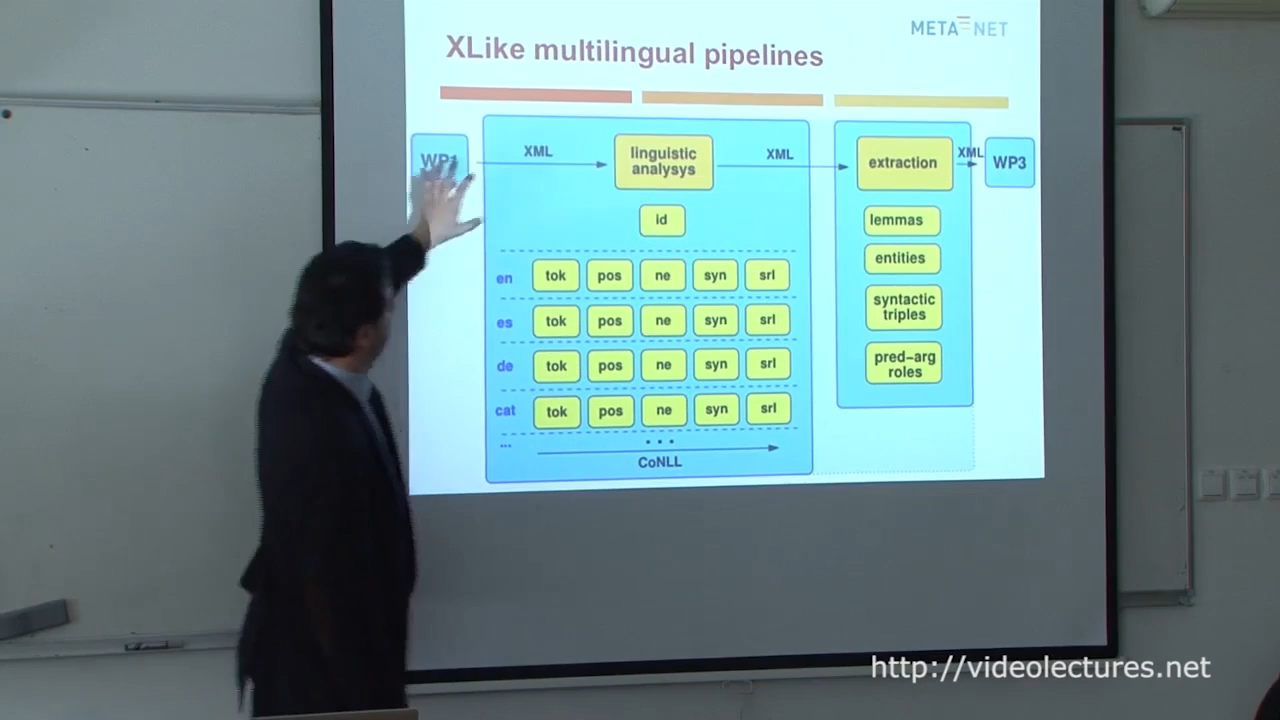 META NET
XLike multilingual pipelines
WP1
XML
linguistic
analysys
XML
extraction
XML
WP3
id
lemmas
entities
syntactic
triples
pred–arg
roles
en tok pos ne syn srl
es tok pos ne syn srl
de tok pos ne syn srl
cat tok pos ne syn srl
... ...
CoNLL
http://videolectures.net